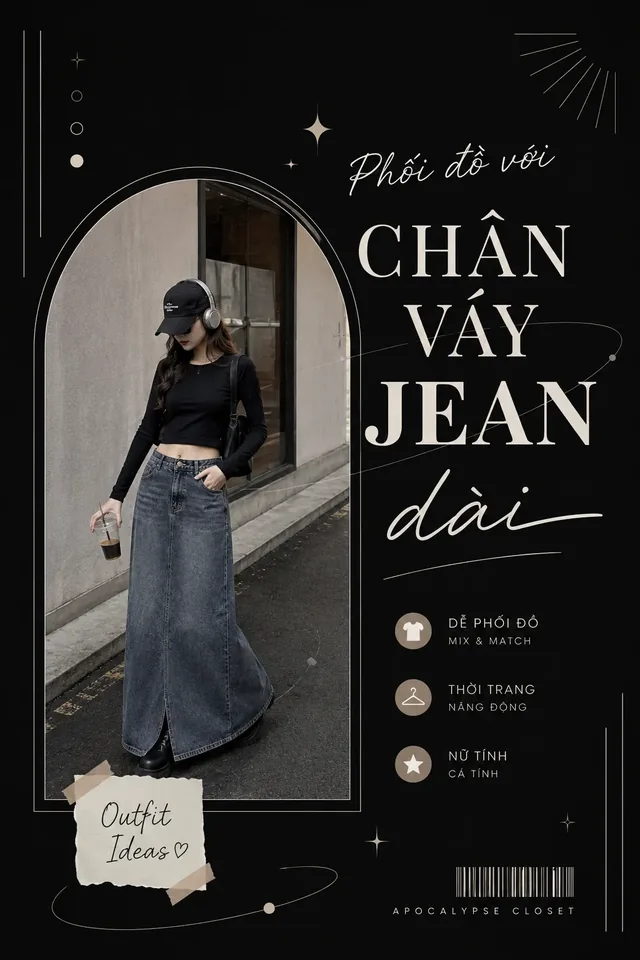 Phối đồ với
CHÂN
VÁY
JEAN
dài
DỄ PHỐI ĐỒ
MIX & MATCH
THỜI TRANG
NĂNG ĐỘNG
NỮ TÍNH
CÁ TÍNH
Outfit
Ideas♡
APOCALYPSE CLOSET